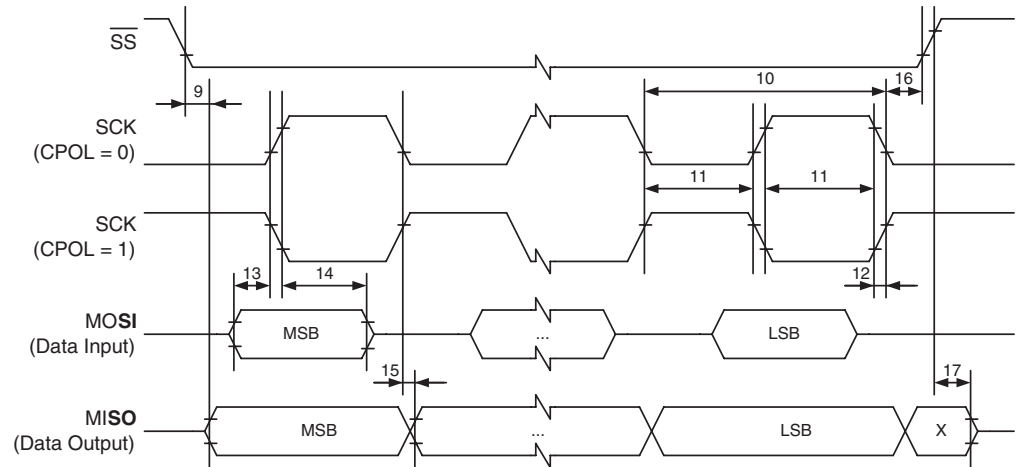 SS
9
10
16
SCK
(CPOL = 0)
11
11
SCK
(CPOL = 1)
13
14
12
MOSI
(Data Input)
MSB
...
LSB
15
17
MISO
(Data Output)
MSB
...
LSB
X